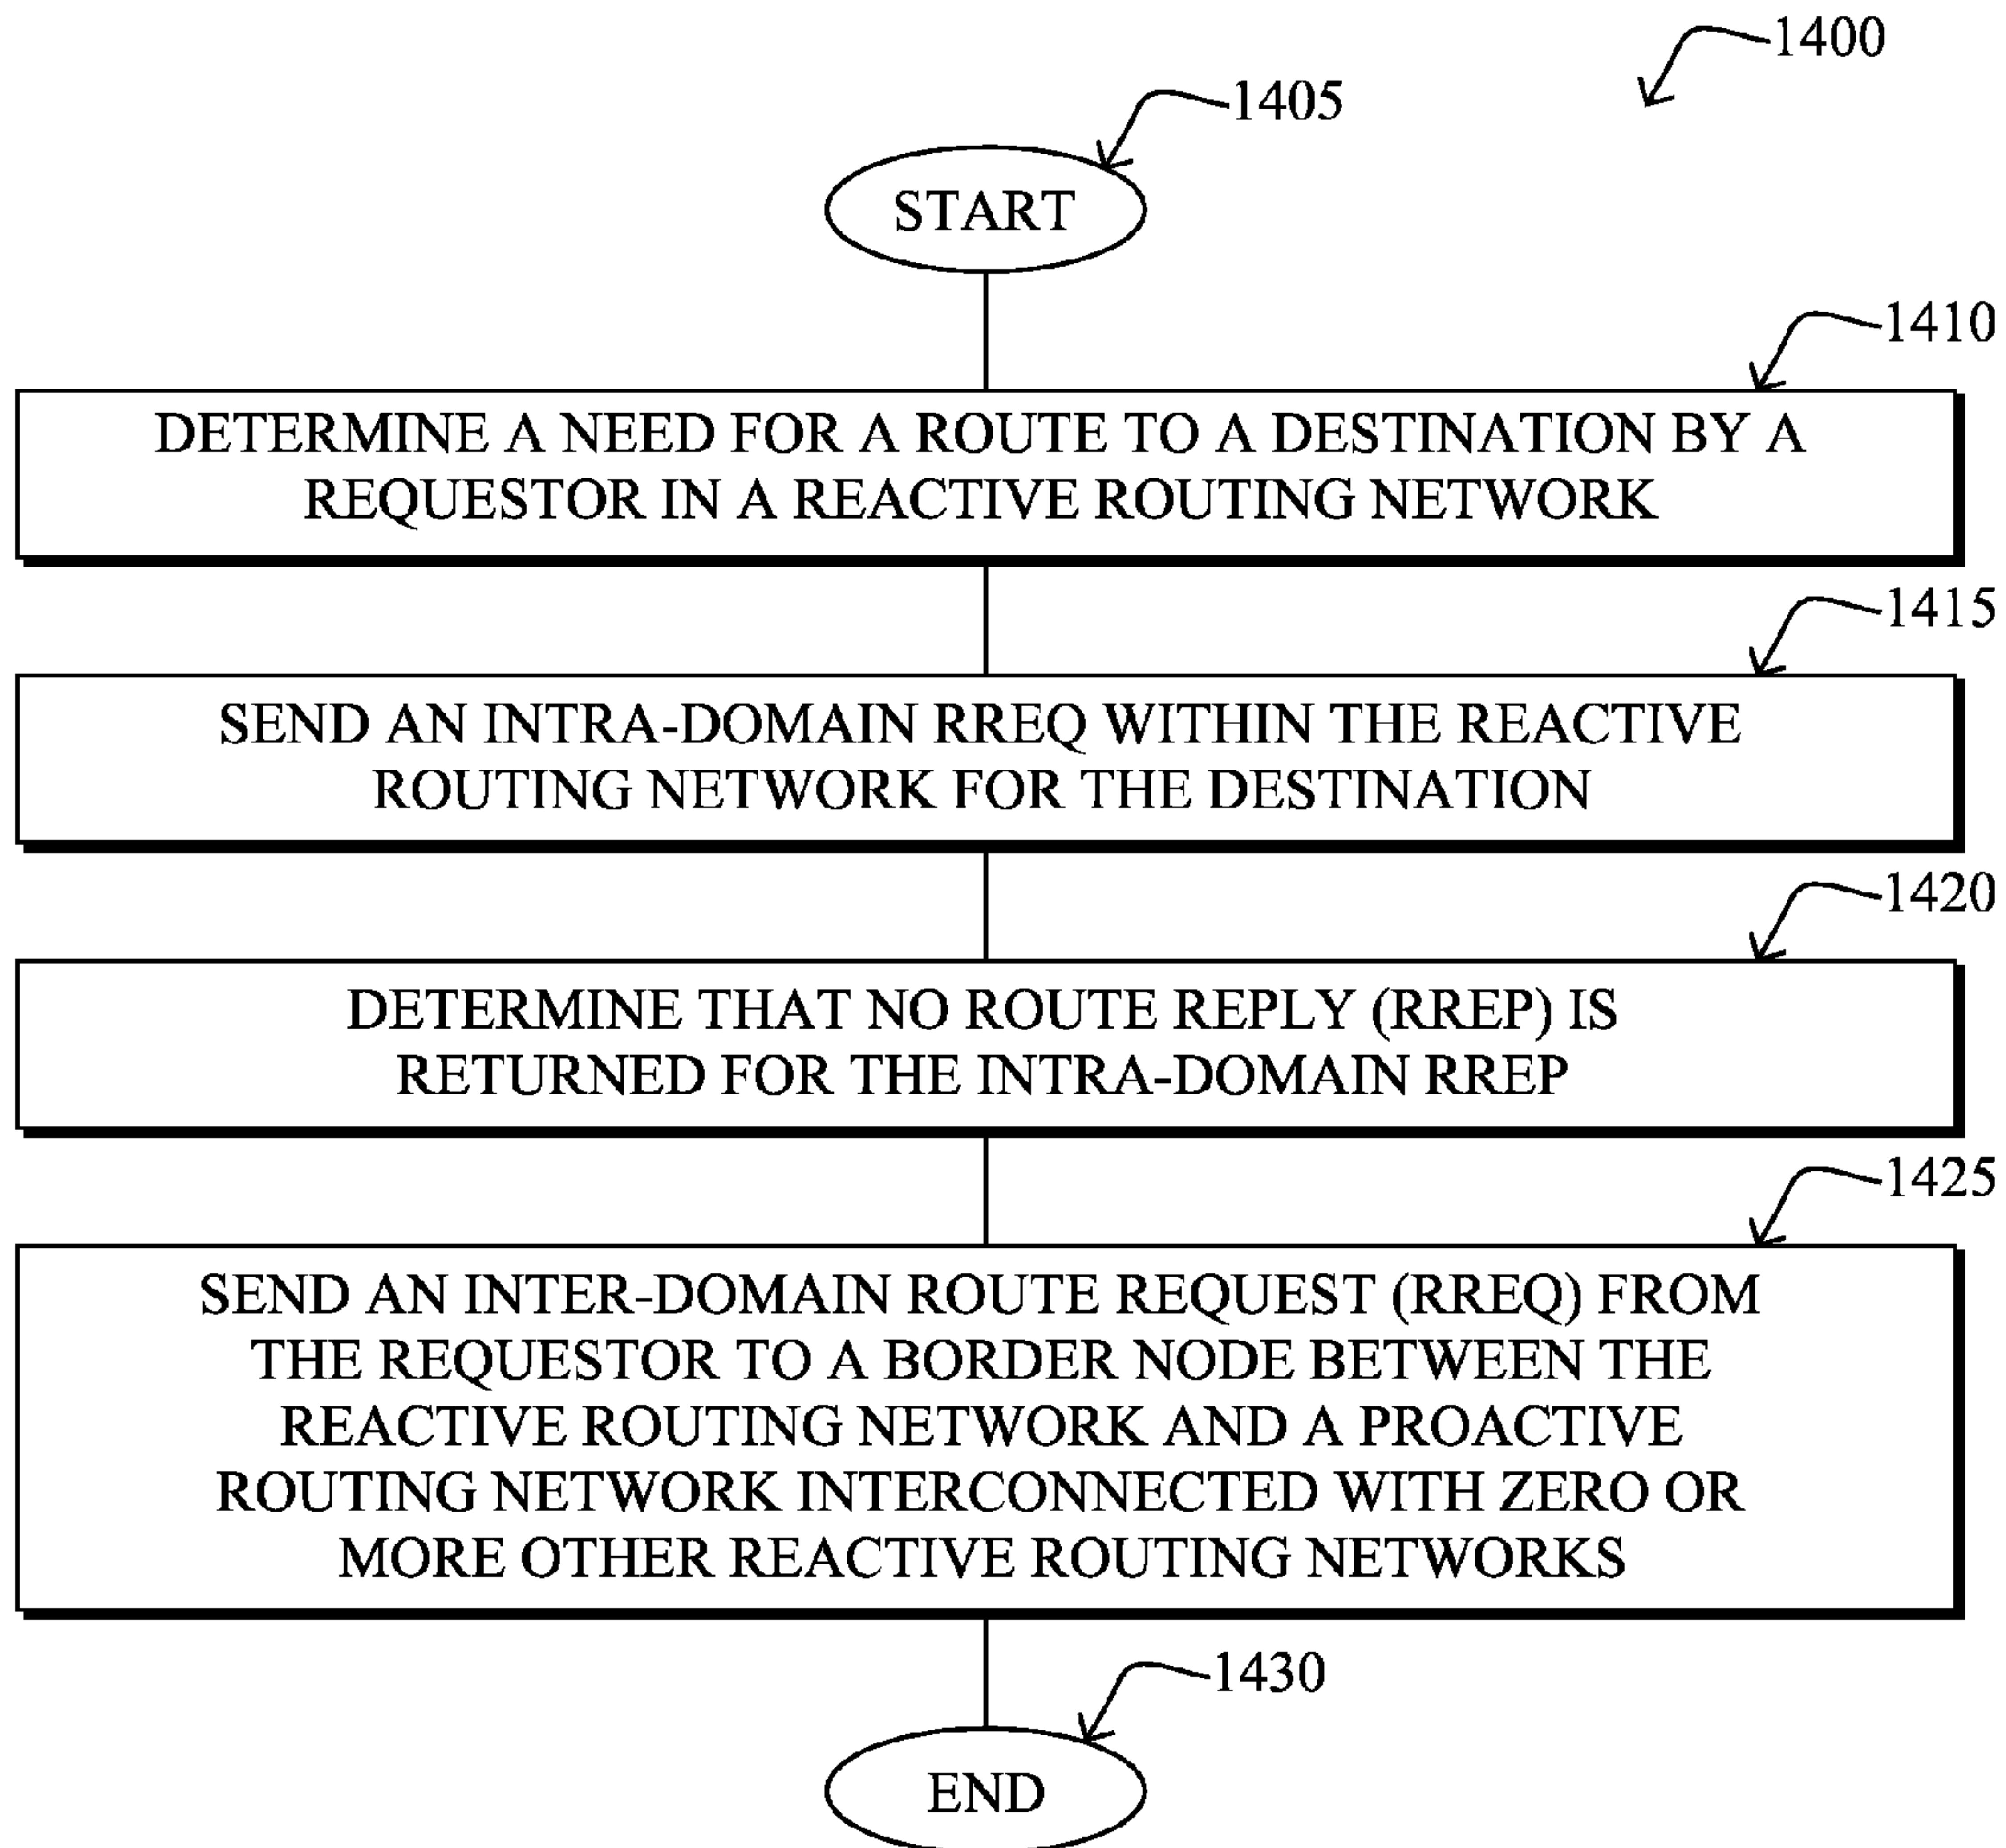 1400
1405
START
1410
DETERMINE A NEED FOR A ROUTE TO A DESTINATION BY A
REQUESTOR IN A REACTIVE ROUTING NETWORK
1415
SEND AN INTRA-DOMAIN RREQ WITHIN THE REACTIVE
ROUTING NETWORK FOR THE DESTINATION
1420
DETERMINE THAT NO ROUTE REPLY (RREP) IS
RETURNED FOR THE INTRA-DOMAIN RREP
1425
SEND AN INTER-DOMAIN ROUTE REQUEST (RREQ) FROM
THE REQUESTOR TO A BORDER NODE BETWEEN THE
REACTIVE ROUTING NETWORK AND A PROACTIVE
ROUTING NETWORK INTERCONNECTED WITH ZERO OR
MORE OTHER REACTIVE ROUTING NETWORKS
1430
END